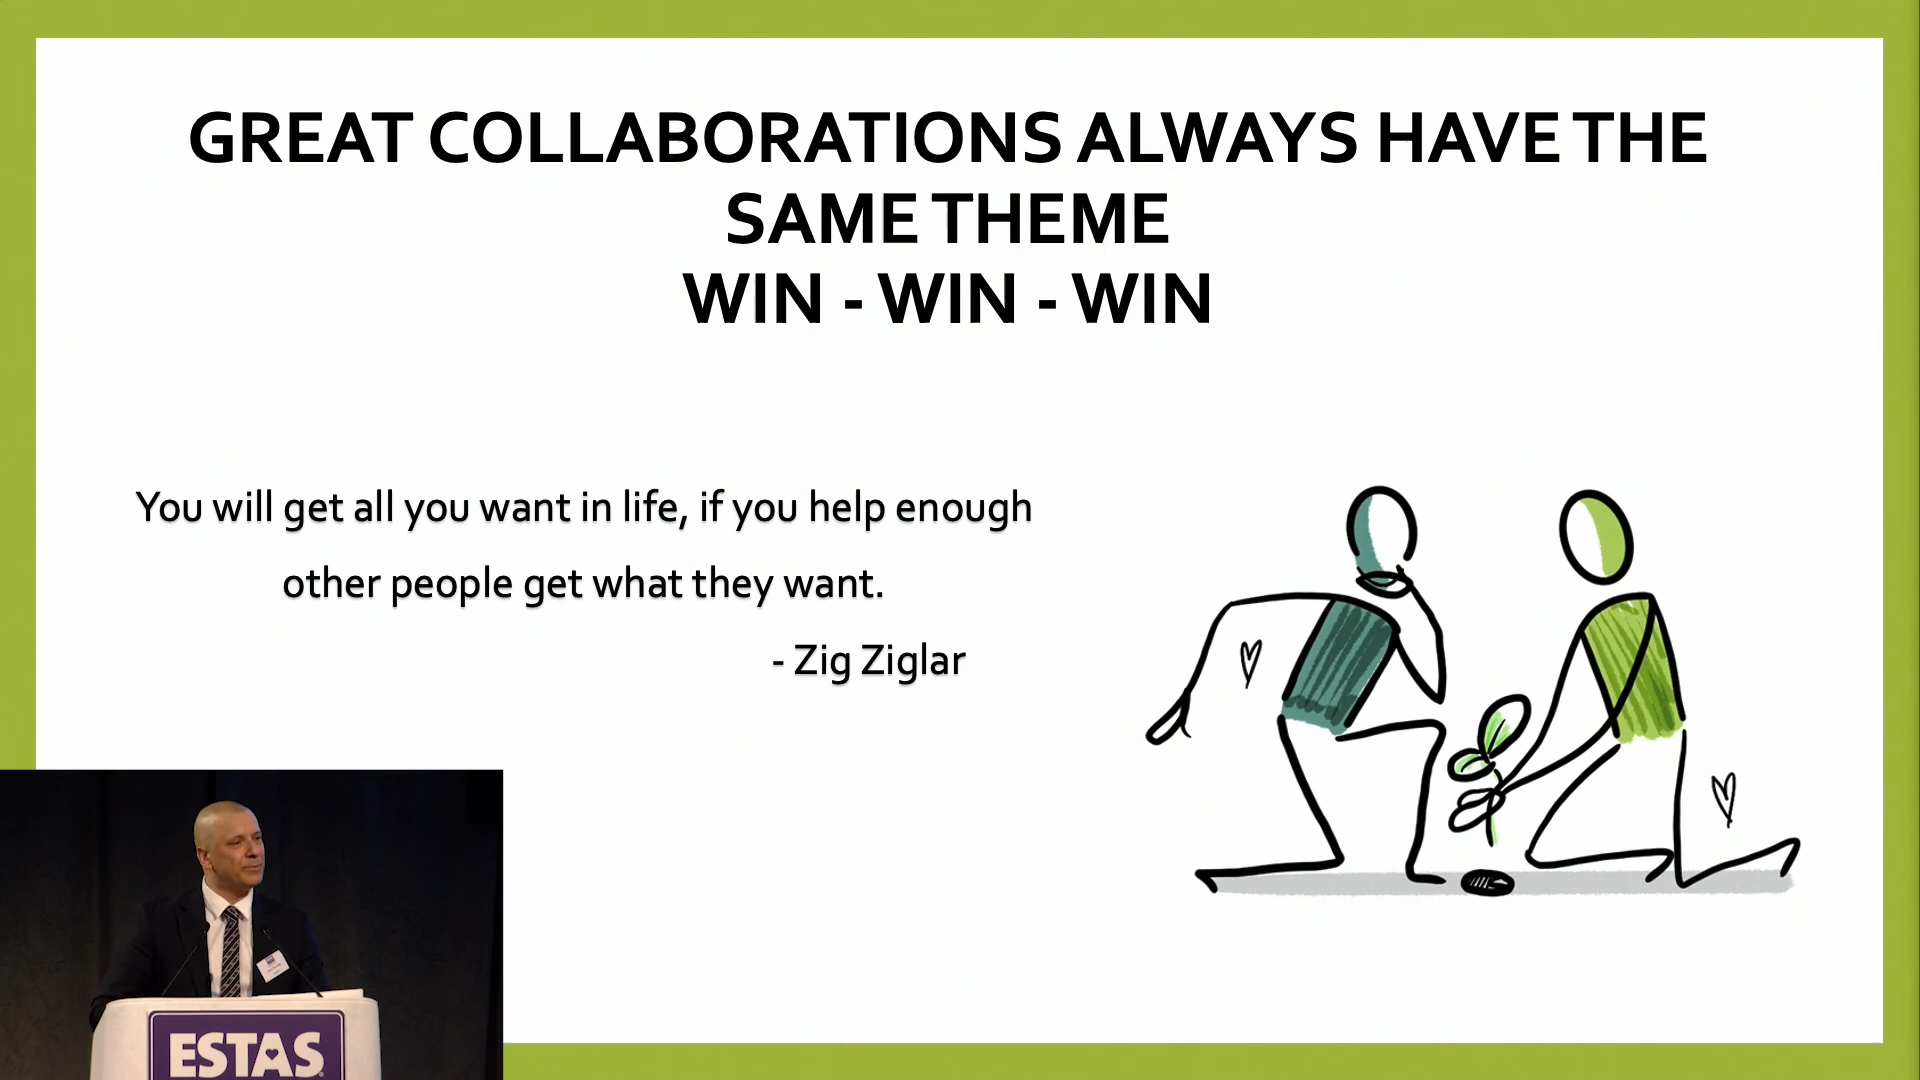 GREAT COLLABORATIONS ALWAYS HAVE THE
SAME THEME
WIN - WIN - WIN
You will get all you want in life, if you help enough
other people get what they want.
- Zig Ziglar
ESTAS